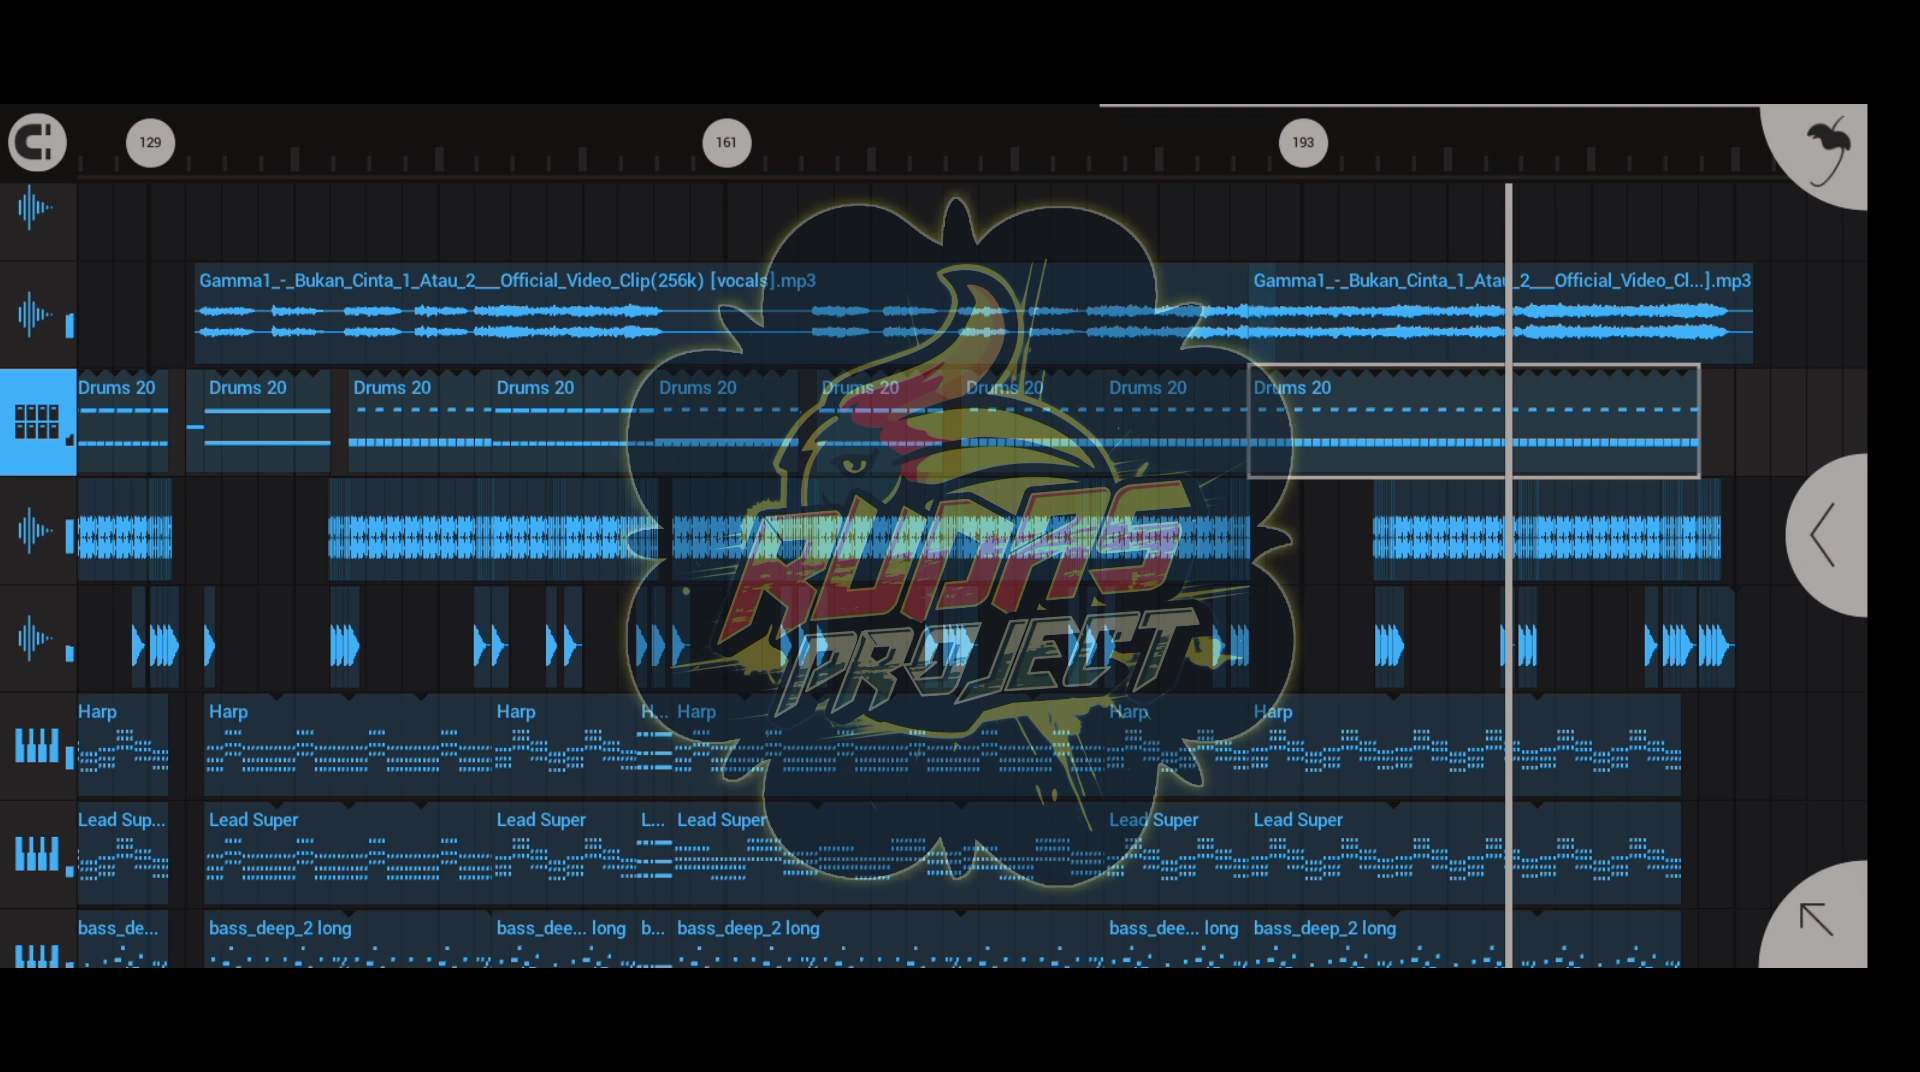 129 161 193
Gamma1_-_Bukan_Cinta_1_Atau_2___Official_Video_Clip(256k) [vocals].mp3 Gamma1_-_Bukan_Cinta_1_Atau_2___Official_Video_Cl...].mp3
Drums 20 Drums 20 Drums 20 Drums 20 Drums 20 Drums 20 Drums 20 Drums 20 Drums 20
RUDAS
PROJECT
Harp Harp Harp H... Harp Harp Harp
Lead Sup... Lead Super Lead Super L... Lead Super Lead Super Lead Super
bass_de... bass_deep_2 long bass_dee... long b... bass_deep_2 long bass_dee... long bass_deep_2 long